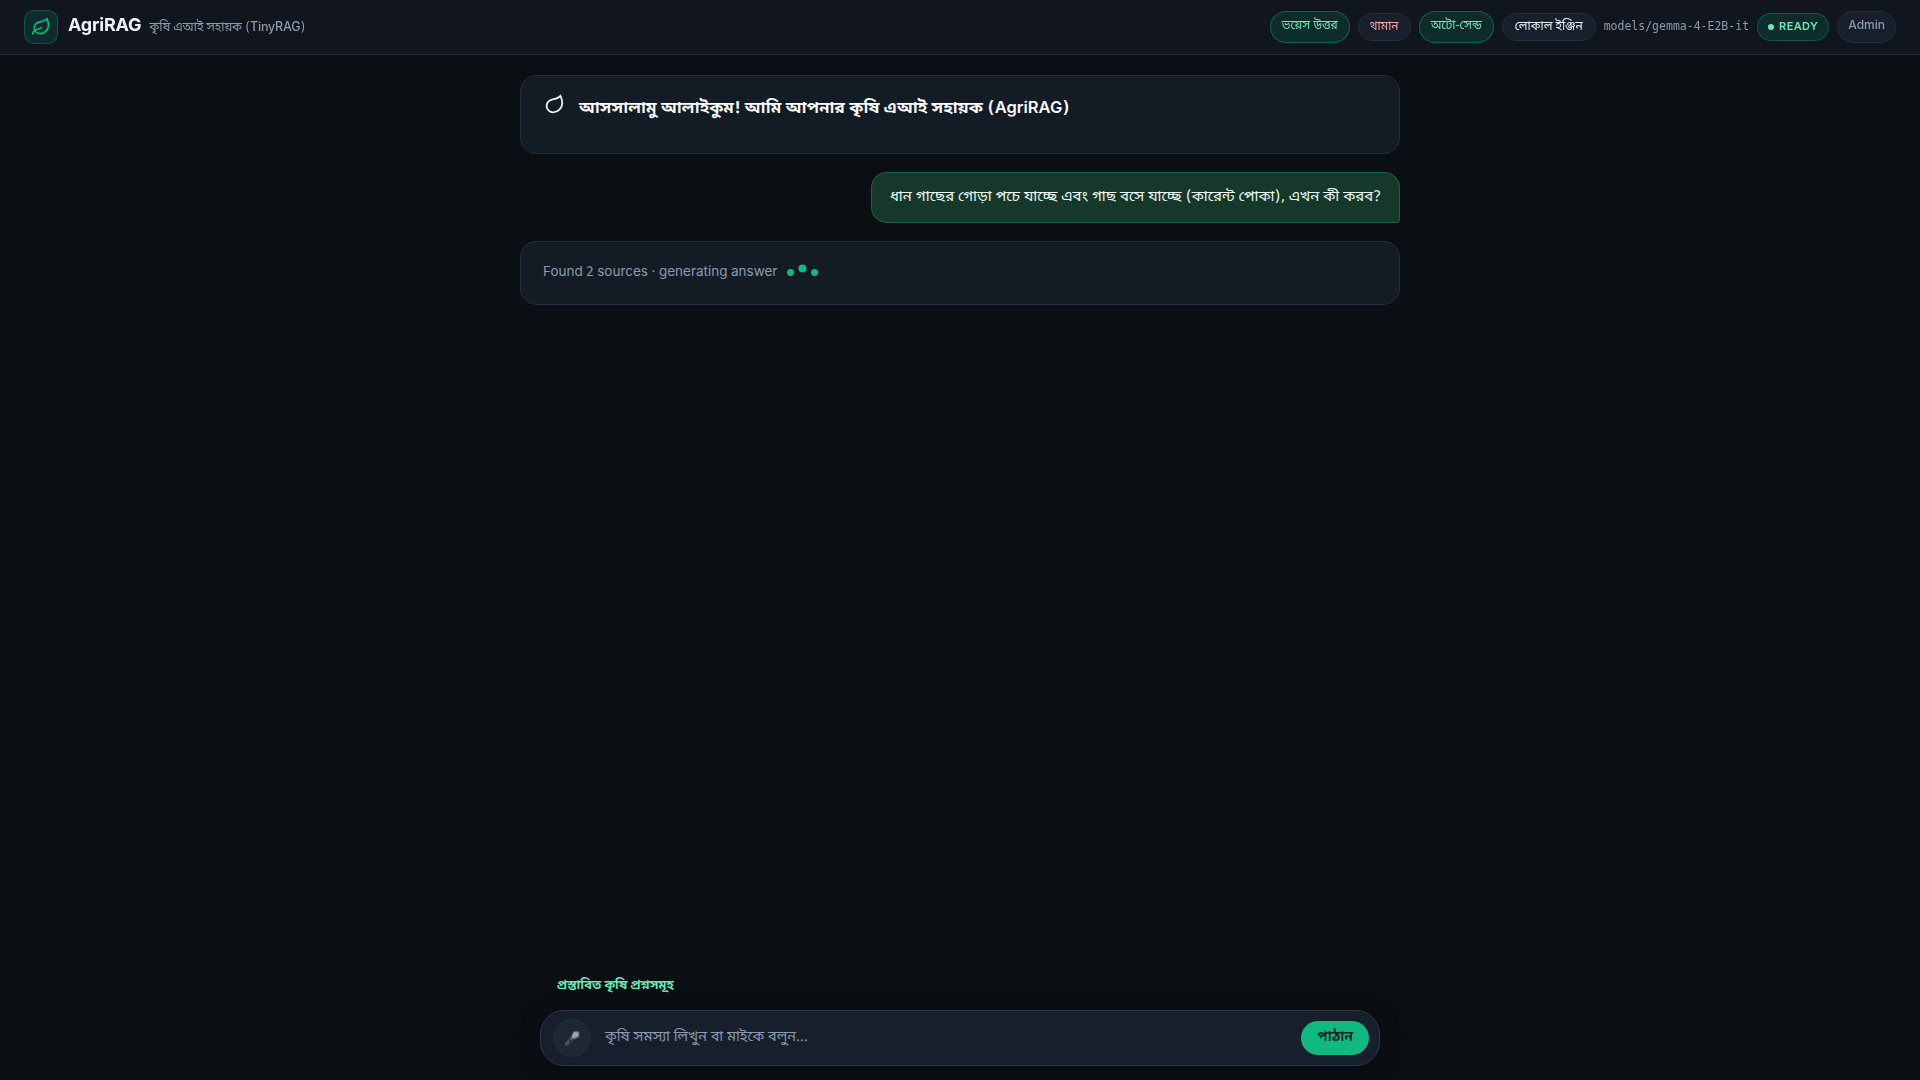 AgriRAG কৃষি এআই সহায়ক (TinyRAG)
ভয়েস উত্তর থামান অটো-সেন্ড লোকাল ইঞ্জিন models/gemma-4-E2B-it READY Admin
আসসালামু আলাইকুম! আমি আপনার কৃষি এআই সহায়ক (AgriRAG)
ধান গাছের গোড়া পচে যাচ্ছে এবং গাছ বসে যাচ্ছে (কারেন্ট পোকা), এখন কী করব?
Found 2 sources · generating answer
প্রস্তাবিত কৃষি প্রশ্নসমূহ
কৃষি সমস্যা লিখুন বা মাইকে বলুন...
পাঠান